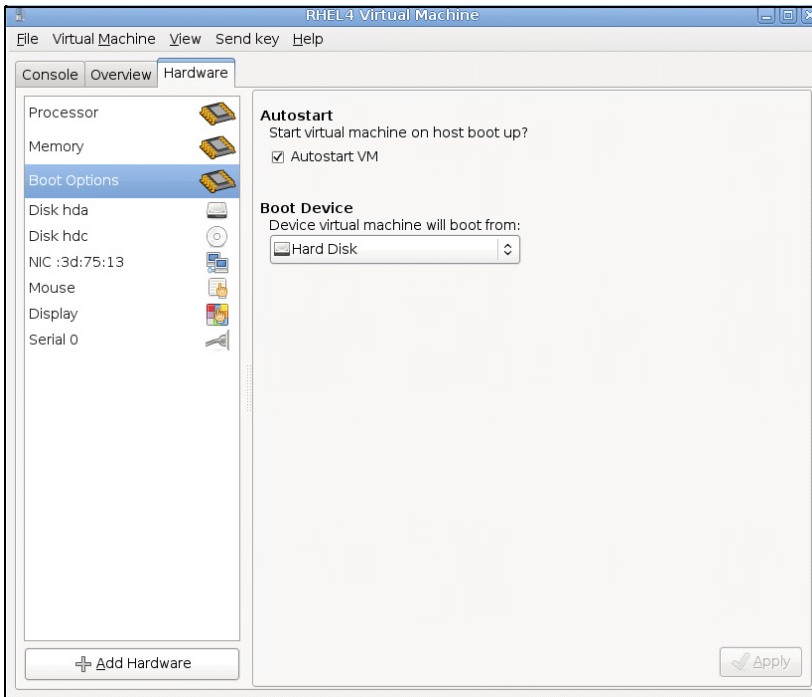 RHEL4 Virtual Machine
File Virtual Machine View Send key Help
Console Overview Hardware
Processor
Memory
Boot Options
Disk hda
Disk hdc
NIC :3d:75:13
Mouse
Display
Serial 0
Add Hardware
Autostart
Start virtual machine on host boot up?
Autostart VM
Boot Device
Device virtual machine will boot from:
Hard Disk
Apply